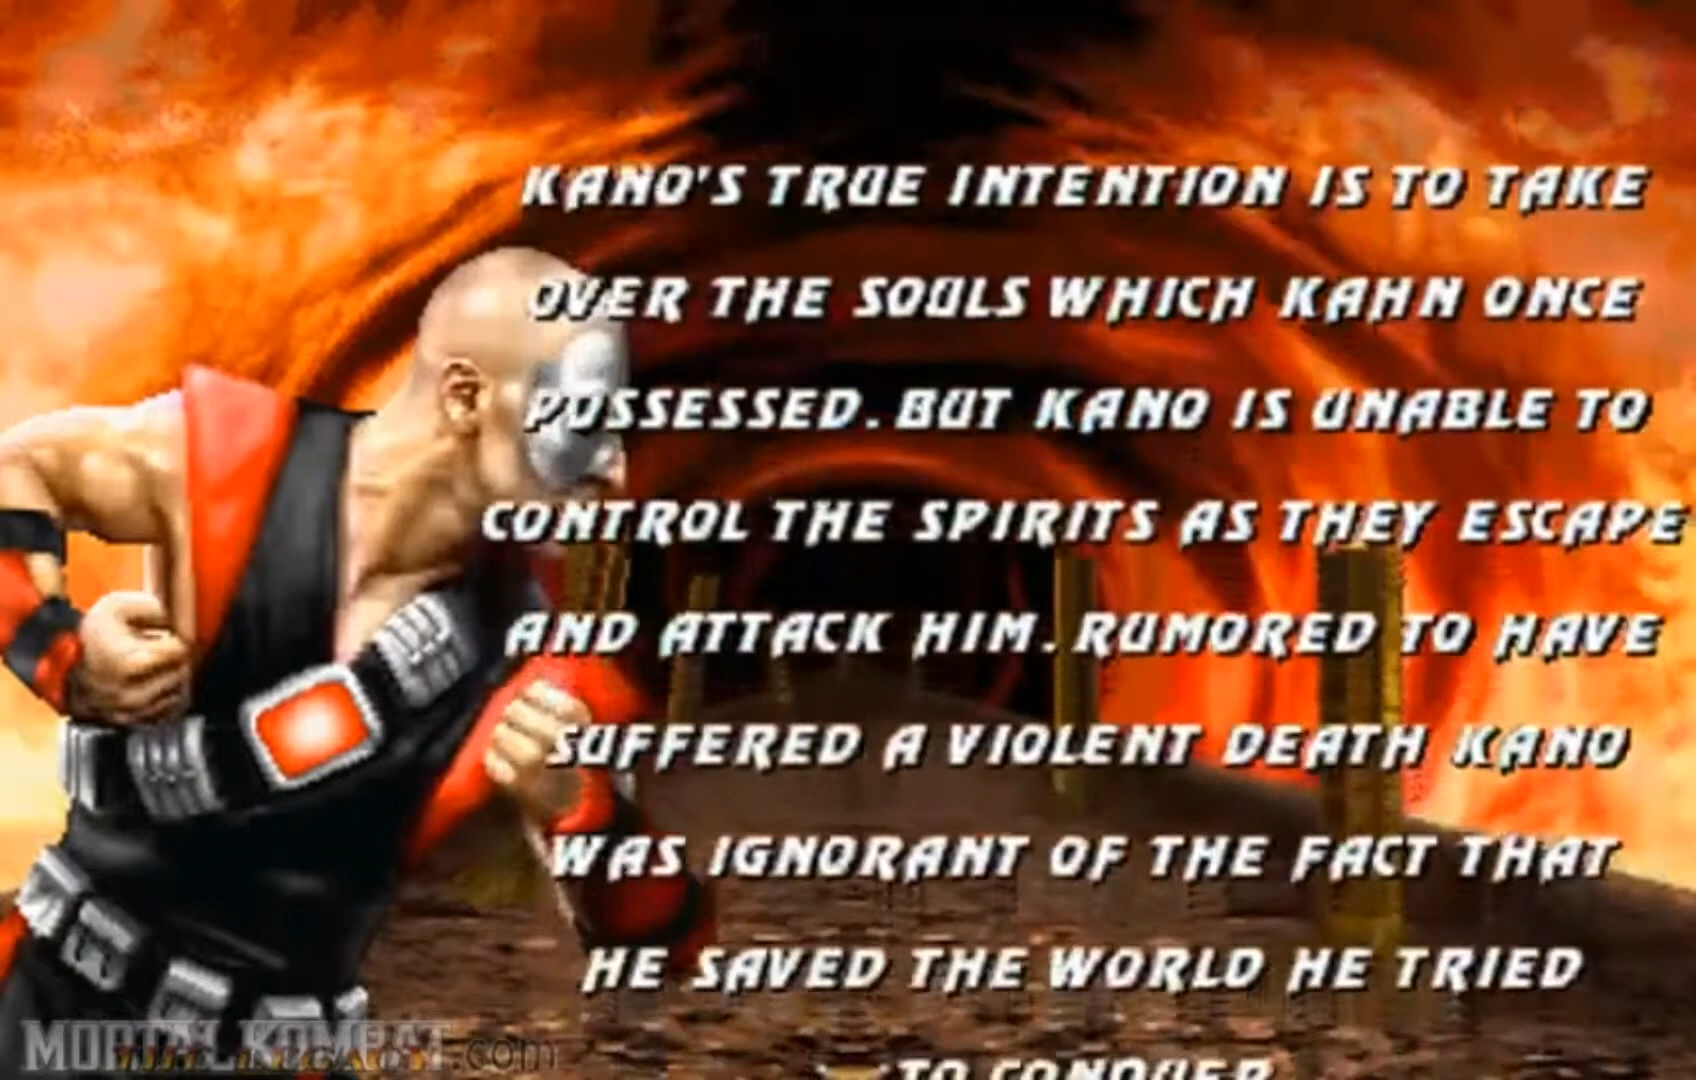 KANO'S TRUE INTENTION IS TO TAKE
OVER THE SOULS WHICH KAHN ONCE
POSSESSED. BUT KANO IS UNABLE TO
CONTROL THE SPIRITS AS THEY ESCAPE
AND ATTACK HIM. RUMORED TO HAVE
SUFFERED A VIOLENT DEATH KANO
WAS IGNORANT OF THE FACT THAT
HE SAVED THE WORLD HE TRIED
TO CONQUER
MORTAL KOMBAT
.com